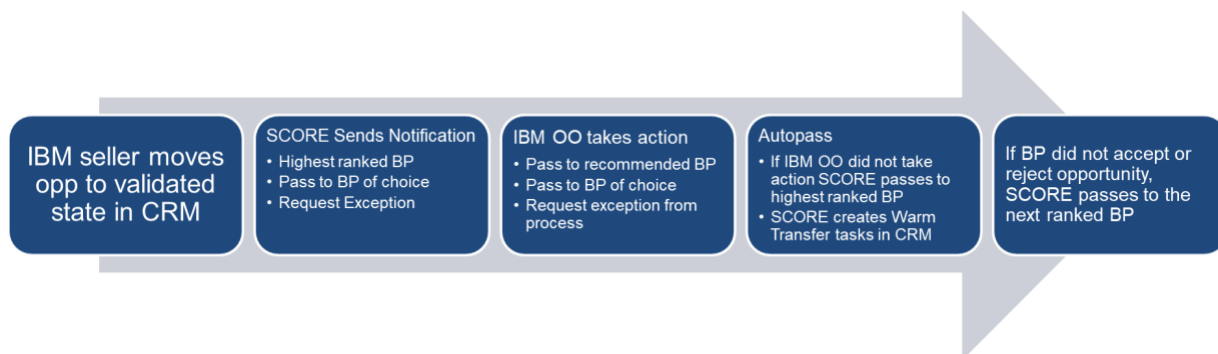 IBM seller moves
opp to validated
state in CRM
SCORE Sends Notification
• Highest ranked BP
• Pass to BP of choice
• Request Exception
IBM OO takes action
• Pass to recommended BP
• Pass to BP of choice
• Request exception from
process
Autopass
• If IBM OO did not take
action SCORE passes to
highest ranked BP
• SCORE creates Warm
Transfer tasks in CRM
If BP did not accept or
reject opportunity,
SCORE passes to the
next ranked BP